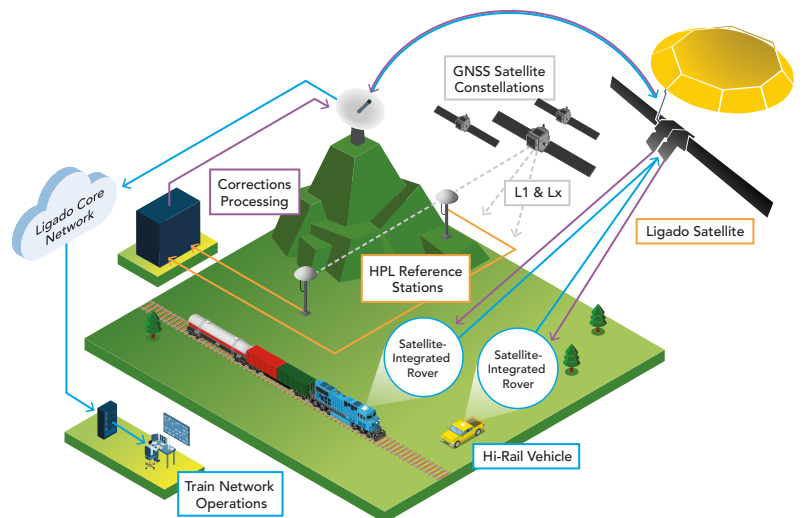 GNSS Satellite
Constellations
Corrections
Processing
L1 & Lx
Ligado Core
Network
Ligado Satellite
HPL Reference
Stations
Satellite-
Integrated
Rover
Satellite-
Integrated
Rover
Hi-Rail Vehicle
Train Network
Operations